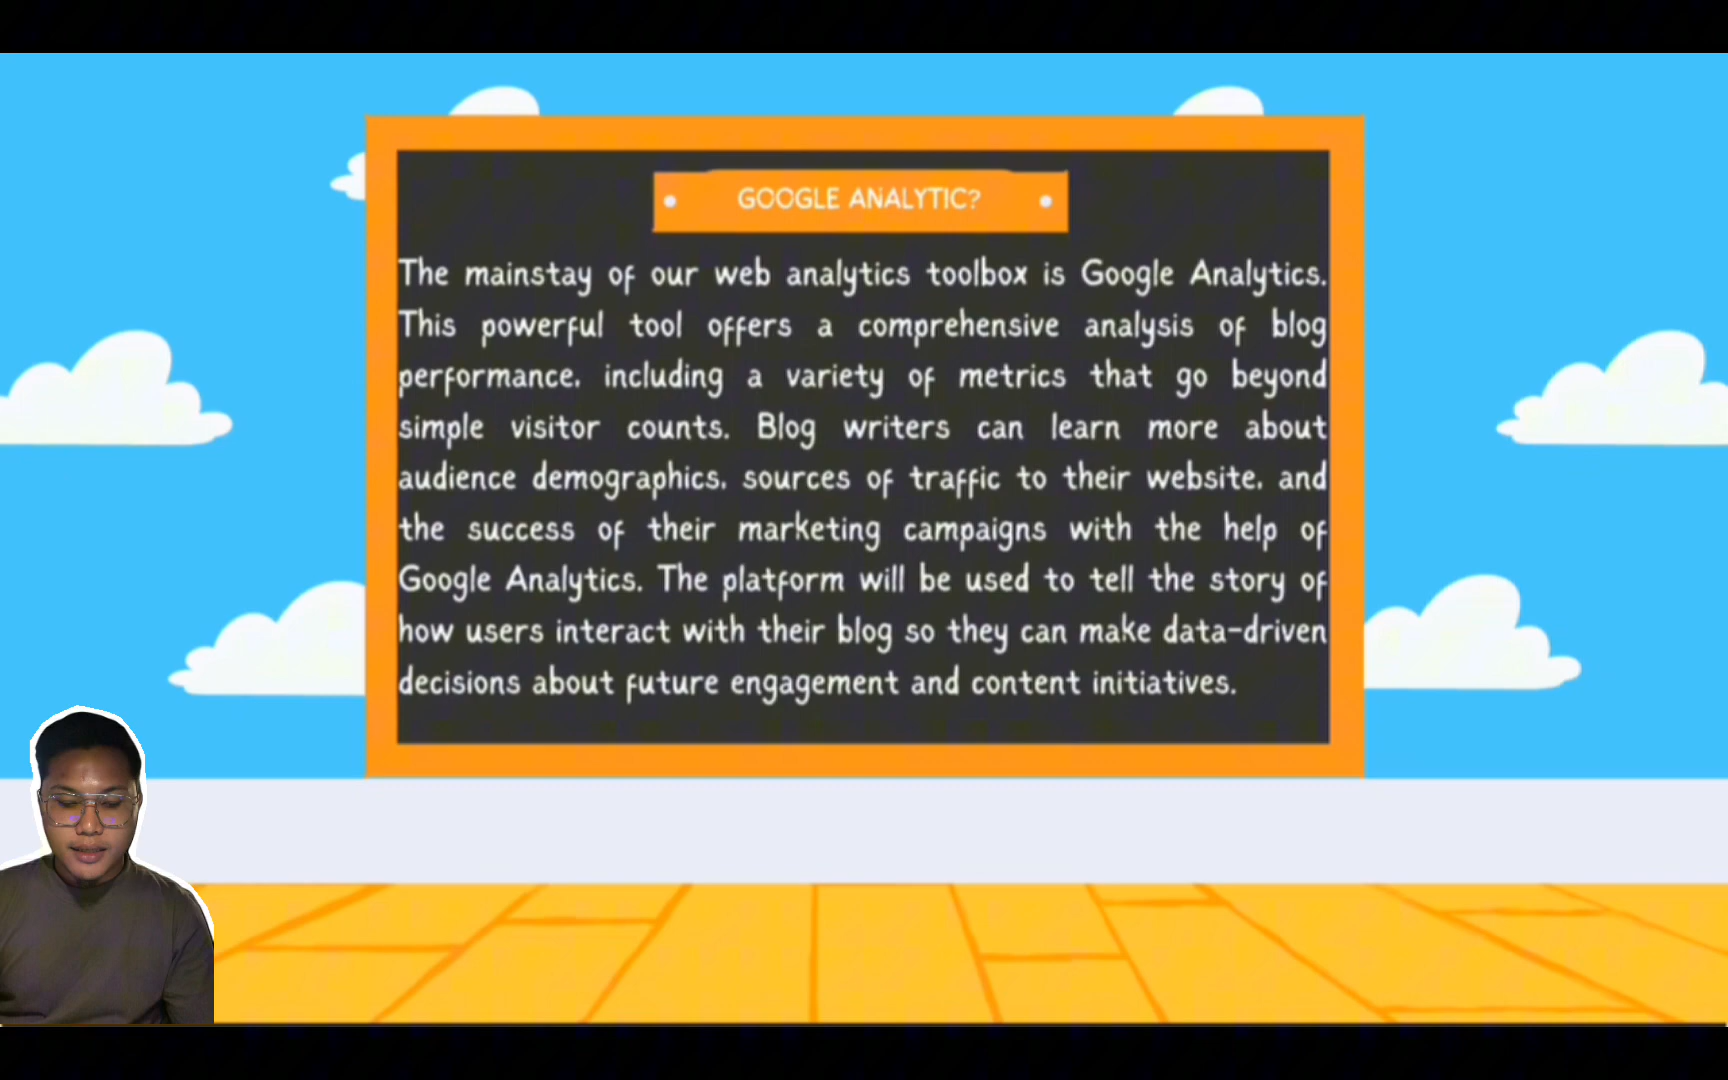 GOOGLE ANALYTIC?
The mainstay of our web analytics toolbox is Google Analytics.
This powerful tool offers a comprehensive analysis of blog
performance, including a variety of metrics that go beyond
simple visitor counts. Blog writers can learn more about
audience demographics, sources of traffic to their website, and
the success of their marketing campaigns with the help of
Google Analytics. The platform will be used to tell the story of
how users interact with their blog so they can make data-driven
decisions about future engagement and content initiatives.